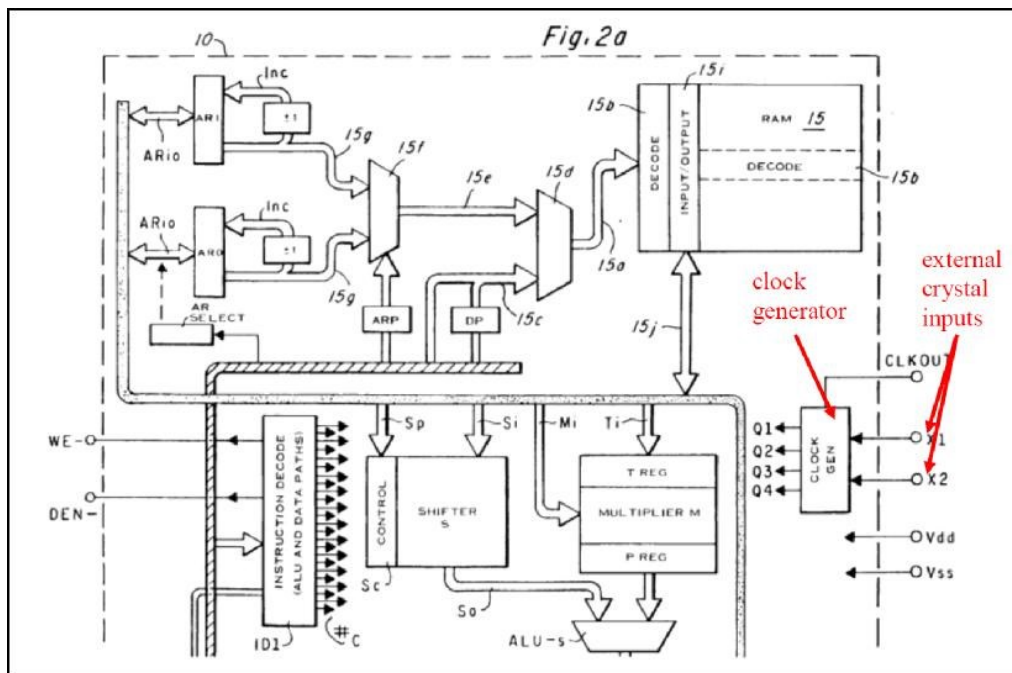 Fig. 2a
10
Inc
AR1
±1
ARio
15g
15f
15e
15d
15b
15i
DECODE
INPUT/OUTPUT
RAM 15
DECODE
15b
ARio
Inc
AR0
±1
15g
15a
15c
AR
SELECT
ARP
DP
15j
clock
generator
external
crystal
inputs
CLKOUT
WE-
DEN-
INSTRUCTION DECODE
(ALU AND DATA PATHS)
ID1
#C
Sp
Si
Mi
Ti
CONTROL
SHIFTER
S
Sc
So
T REG
MULTIPLIER M
P REG
ALU-s
Q1
Q2
Q3
Q4
CLOCK
GEN
X1
X2
Vdd
Vss